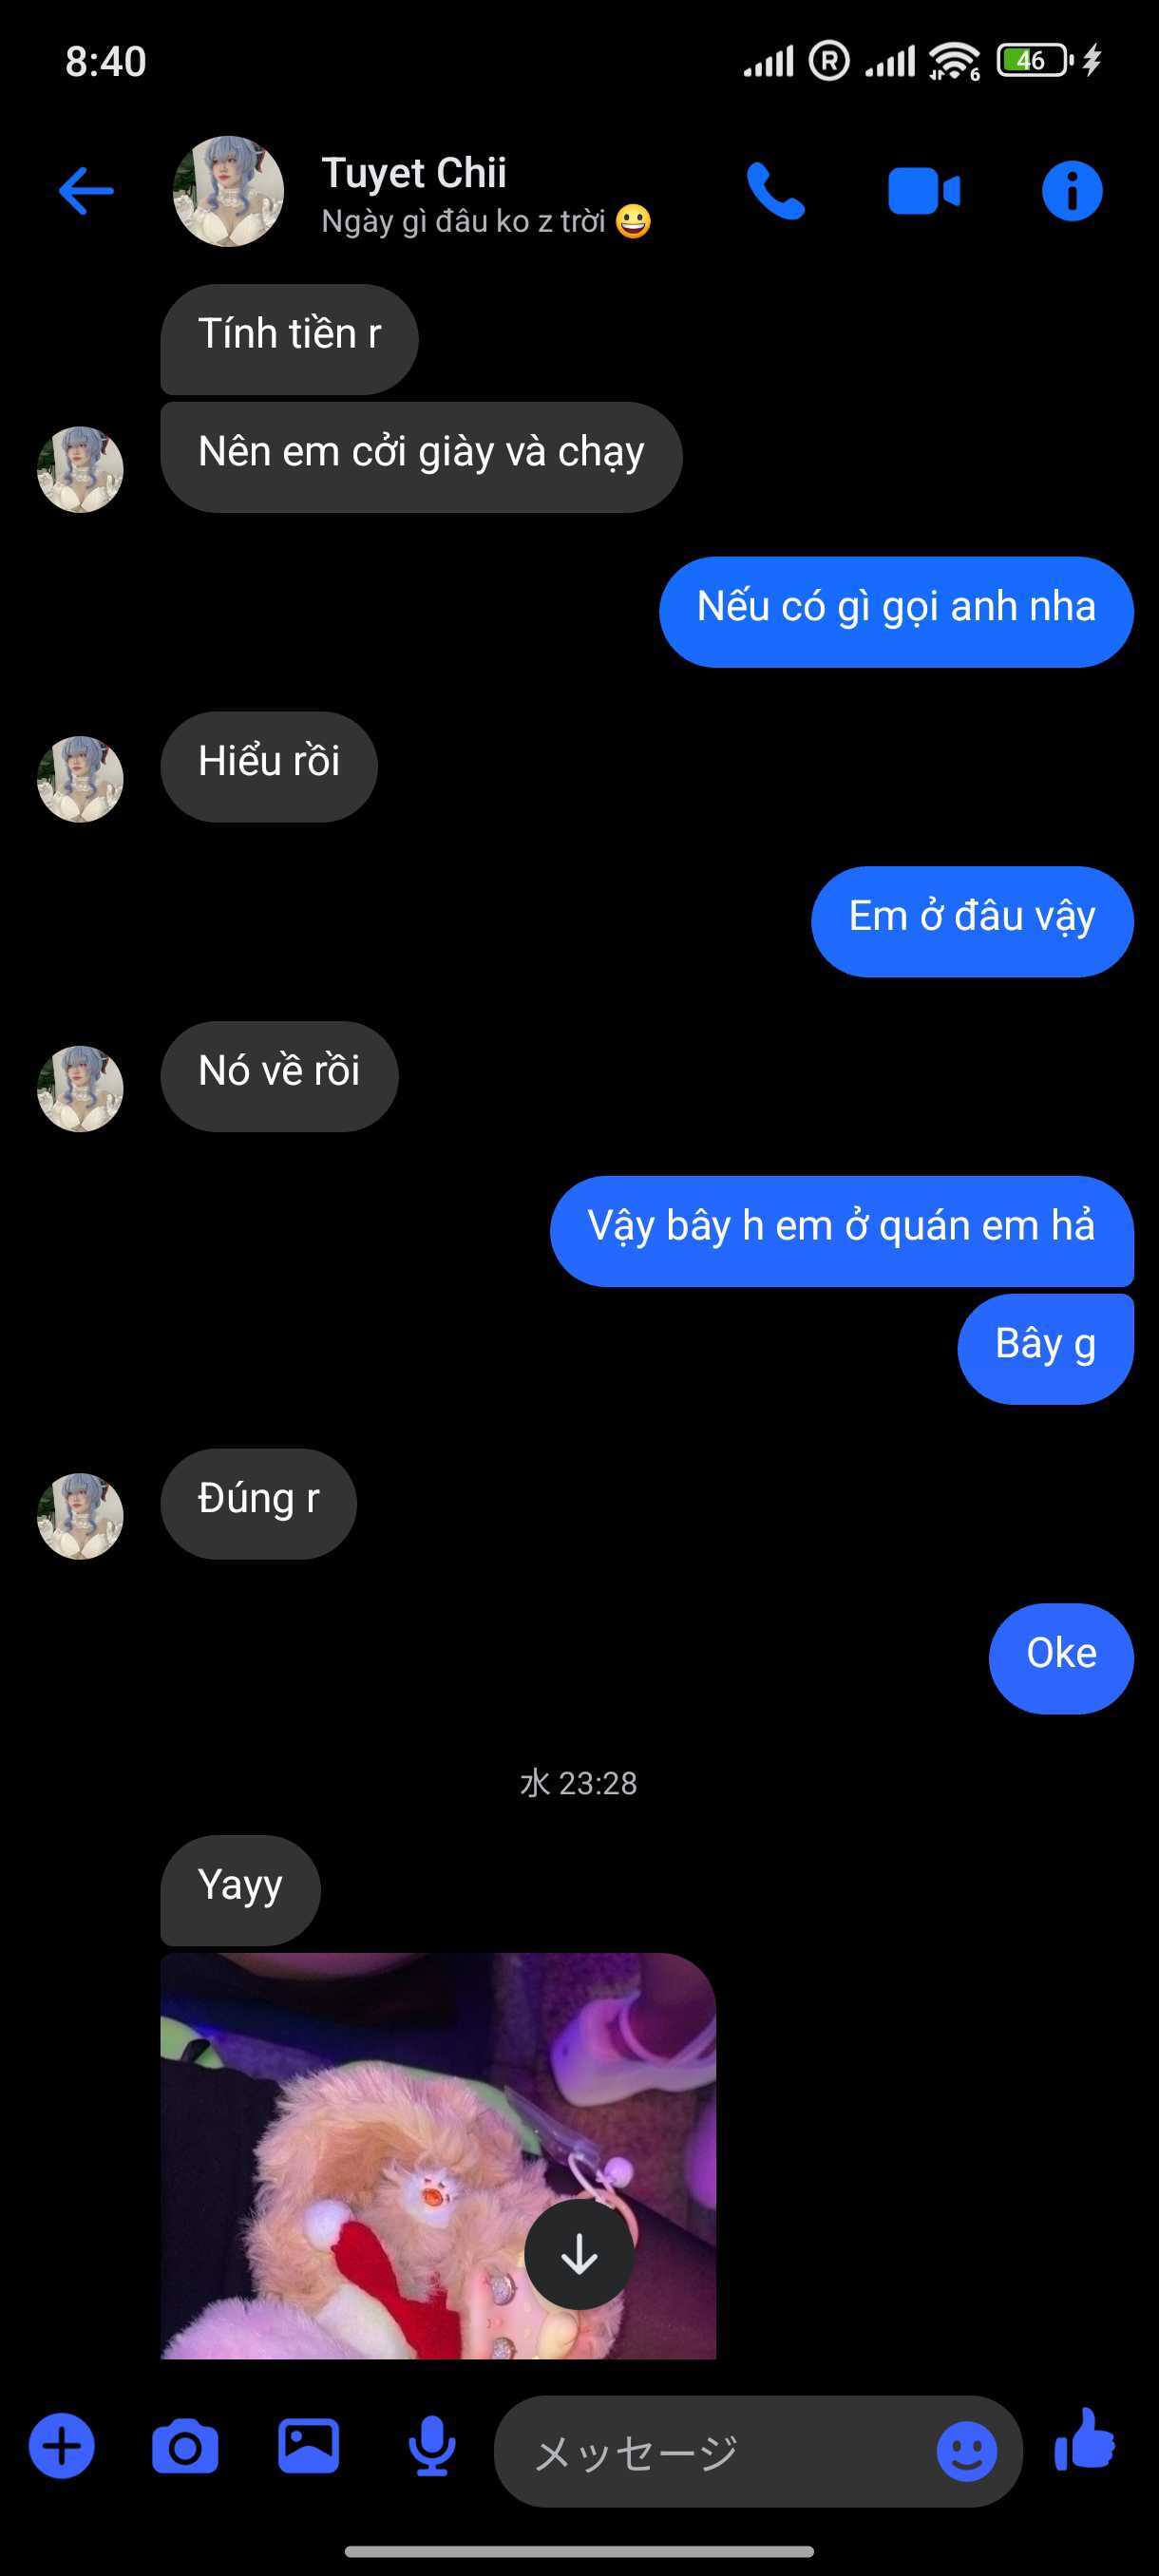 8:40
R
6
46
Tuyet Chii
Ngày gì đâu ko z trời 😀
Tính tiền r
Nên em cởi giày và chạy
Nếu có gì gọi anh nha
Hiểu rồi
Em ở đâu vậy
Nó về rồi
Vậy bây h em ở quán em hả
Bây g
Đúng r
Oke
水 23:28
Yayy
メッセージ